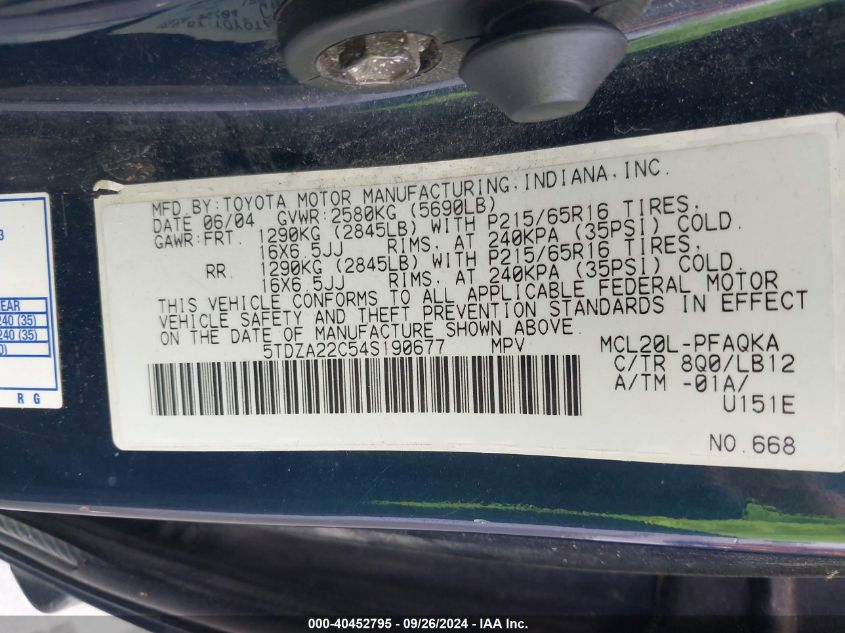 MFD.BY:TOYOTA MOTOR MANUFACTURING,INDIANA,INC.
DATE 06/04 GVWR:2580KG (5690LB)
GAWR:FRT. 1290KG (2845LB) WITH P215/65R16 TIRES,
16X6.5JJ RIMS, AT 240KPA (35PSI) COLD.
RR. 1290KG (2845LB) WITH P215/65R16 TIRES,
16X6.5JJ RIMS, AT 240KPA (35PSI) COLD.
THIS VEHICLE CONFORMS TO ALL APPLICABLE FEDERAL MOTOR
VEHICLE SAFETY AND THEFT PREVENTION STANDARDS IN EFFECT
ON THE DATE OF MANUFACTURE SHOWN ABOVE.
5TDZA22C54S190677 MPV MCL20L-PFAQKA
C/TR 8Q0/LB12
A/TM -01A/
U151E
NO.668
3
EAR
240 (35)
240 (35)
R G
000-40452795 - 09/26/2024 - IAA Inc.